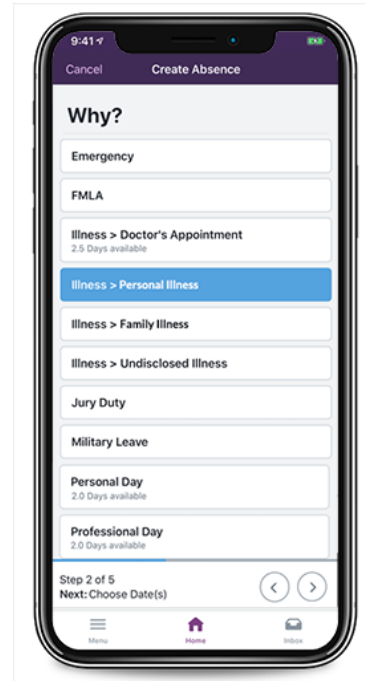 9:41
Cancel Create Absence
Why?
Emergency
FMLA
Illness > Doctor's Appointment
2.5 Days available
Illness > Personal Illness
Illness > Family Illness
Illness > Undisclosed Illness
Jury Duty
Military Leave
Personal Day
2.0 Days available
Professional Day
2.0 Days available
Step 2 of 5
Next: Choose Date(s)
Menu Home Inbox